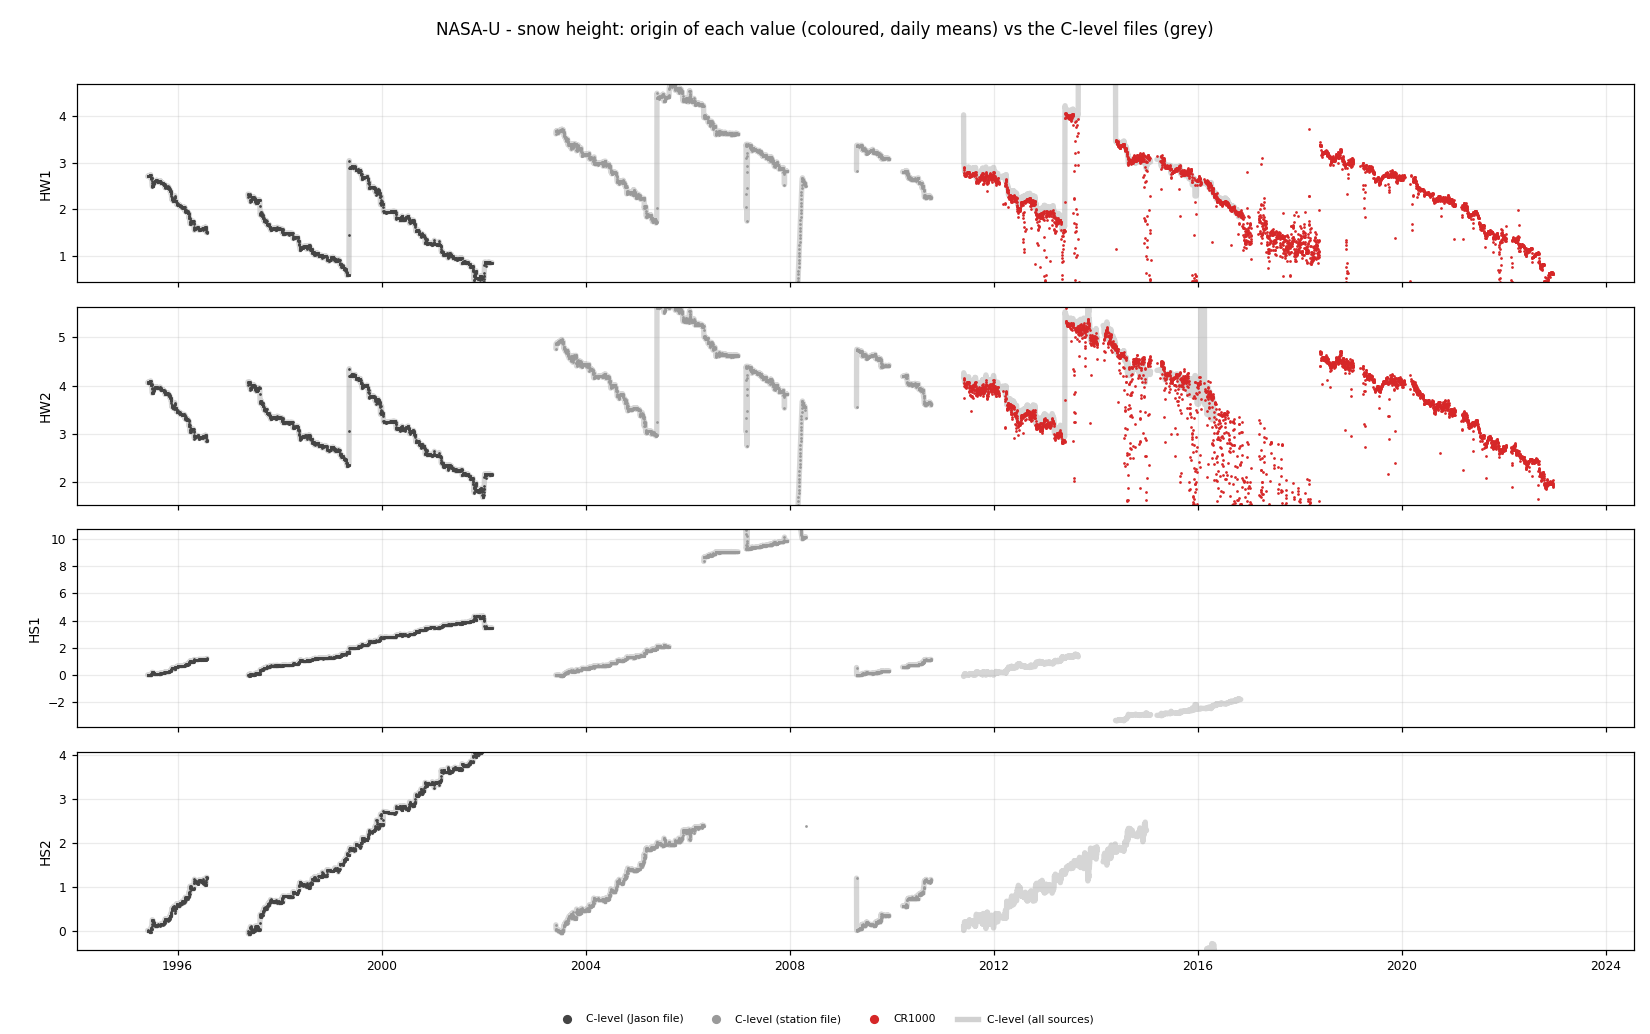 NASA-U - snow height: origin of each value (coloured, daily means) vs the C-level files (grey)
4
3
2
1
HW1
5
4
3
2
HW2
10
8
6
4
2
0
−2
HS1
4
3
2
1
0
HS2
1996 2000 2004 2008 2012 2016 2020 2024
C-level (Jason file) C-level (station file) CR1000 C-level (all sources)